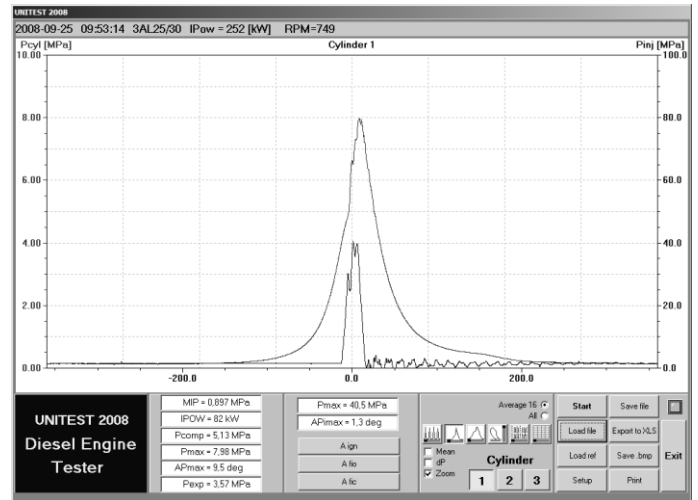 UNITEST 2008
2008-09-25 09:53:14 3AL25/30 IPow = 252 [kW] RPM=749
Pcyl [MPa] Cylinder 1 Pinj [MPa]
10.00 100.0
8.00 80.0
6.00 60.0
4.00 40.0
2.00 20.0
0.00 0.00
-200.0 0.0 200.0
UNITEST 2008
Diesel Engine
Tester
MIP = 0,897 MPa
IPOW = 82 kW
Pcomp = 5,13 MPa
Pmax = 7,98 MPa
APmax = 9,5 deg
Pexp = 3,57 MPa
Pmax = 40,5 MPa
APimax = 1,3 deg
A ign
A fio
A fic
Average 16
All
Mean
dP
Zoom
Cylinder
1 2 3
Start Save file
Load file Export to XLS
Load ref Save .bmp
Setup Print
Exit